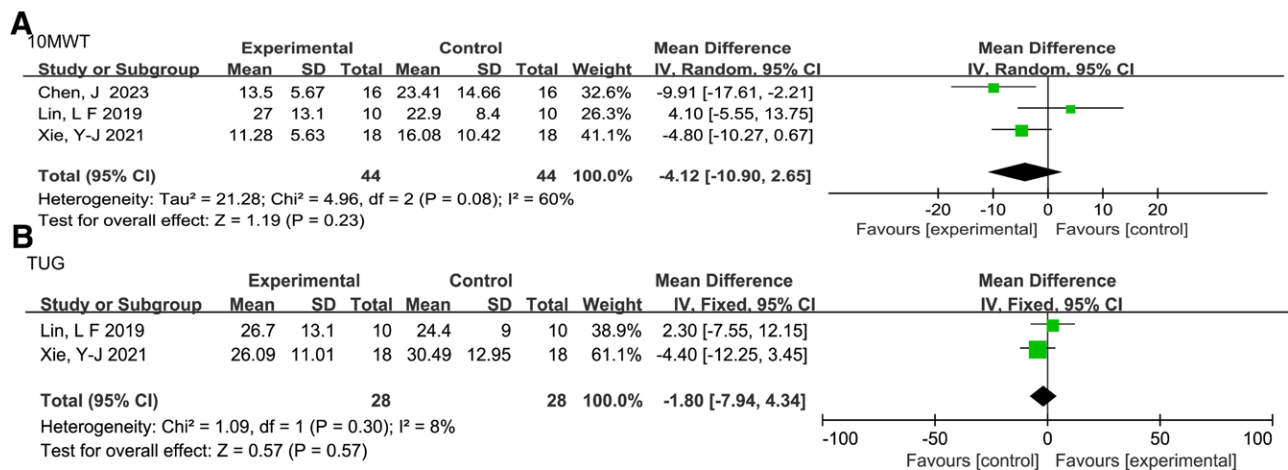 A
10MWT
Experimental Control Mean Difference Mean Difference
Study or Subgroup Mean SD Total Mean SD Total Weight IV, Random, 95% CI IV, Random, 95% CI
Chen, J 2023 13.5 5.67 16 23.41 14.66 16 32.6% -9.91 [-17.61, -2.21]
Lin, L F 2019 27 13.1 10 22.9 8.4 10 26.3% 4.10 [-5.55, 13.75]
Xie, Y-J 2021 11.28 5.63 18 16.08 10.42 18 41.1% -4.80 [-10.27, 0.67]
Total (95% CI) 44 44 100.0% -4.12 [-10.90, 2.65]
Heterogeneity: Tau² = 21.28; Chi² = 4.96, df = 2 (P = 0.08); I² = 60%
Test for overall effect: Z = 1.19 (P = 0.23)
-20 -10 0 10 20
Favours [experimental] Favours [control]
B
TUG
Experimental Control Mean Difference Mean Difference
Study or Subgroup Mean SD Total Mean SD Total Weight IV, Fixed, 95% CI IV, Fixed, 95% CI
Lin, L F 2019 26.7 13.1 10 24.4 9 10 38.9% 2.30 [-7.55, 12.15]
Xie, Y-J 2021 26.09 11.01 18 30.49 12.95 18 61.1% -4.40 [-12.25, 3.45]
Total (95% CI) 28 28 100.0% -1.80 [-7.94, 4.34]
Heterogeneity: Chi² = 1.09, df = 1 (P = 0.30); I² = 8%
Test for overall effect: Z = 0.57 (P = 0.57)
-100 -50 0 50 100
Favours [control] Favours [experimental]